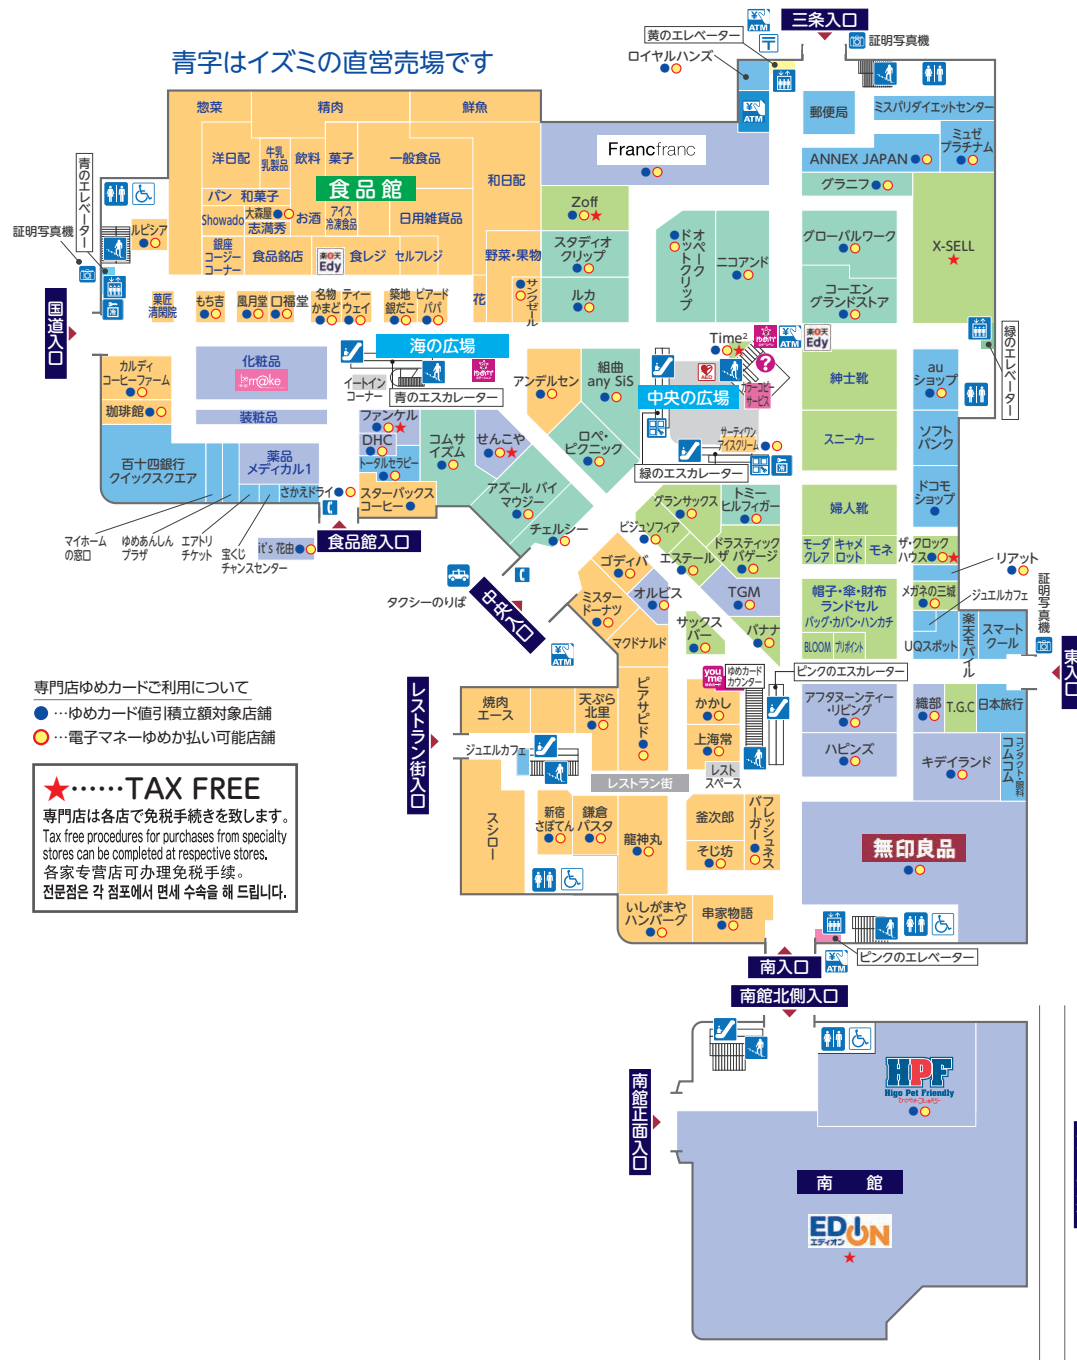 青字はイズミの直営売場です
三条入口
黄のエレベーター
ATM
証明写真機
ロイヤルハンズ
ATM
郵便局
ミスパリダイエットセンター
ミュゼ
プラチナム
ANNEX JAPAN
グラニフ
惣菜
精肉
鮮魚
洋日配
牛乳
乳製品
飲料
菓子
一般食品
和日配
食品館
パン
和菓子
Showado
大森屋
志満秀
お酒
アイス
冷凍食品
日用雑貨品
銀座
コージー
コーナー
食品銘店
楽天
Edy
食レジ
セルフレジ
野菜・果物
花
サンクゼール
青のエレベーター
証明写真機
ルピシア
国道入口
菓匠
清閑院
もち吉
風月堂
口福堂
名物
かまど
ティー
ウェイ
築地
銀だこ
ビアード
パパ
Francfranc
Zoff
スタディオ
クリップ
ルカ
オペーク
ドットクリップ
ニコアンド
グローバルワーク
コーエン
グランドストア
X-SELL
緑のエレベーター
海の広場
化粧品
装粧品
カルディ
コーヒーファーム
珈琲館
百十四銀行
クイックスクエア
薬品
メディカル1
さかえドライ
イートイン
コーナー
青のエスカレーター
ファンケル
DHC
トータルセラピー
スターバックス
コーヒー
コムサ
イズム
せんこや
アズール バイ
マウジー
チェルシー
アンデルセン
組曲
any SiS
ロペ・
ピクニック
Time²
ATM
楽天
Edy
AED
カラーコピー
サービス
中央の広場
サーティワン
アイスクリーム
緑のエスカレーター
紳士靴
スニーカー
婦人靴
au
ショップ
ソフト
バンク
ドコモ
ショップ
マイホーム
の窓口
ゆめあんしん
プラザ
エアトリ
チケット
宝くじ
チャンスセンター
it's 花由
食品館入口
タクシーのりば
中央入口
ATM
グランサックス
ビジュソフィア
エステール
トミー
ヒルフィガー
ドラスティック
ザ バゲージ
TGM
バナナ
サックス
バー
ゴディバ
オルビス
ミスター
ドーナツ
マクドナルド
モーダ
クレア
キャメ
ロット
モネ
ザ・クロック
ハウス
リアット
メガネの三城
ジュエルカフェ
証明写真機
帽子・傘・財布
ランドセル
バッグ・カバン・ハンカチ
BLOOM
プリポイント
UQスポット
楽天モバイル
スマート
クール
東入口
you
me
ゆめカード
カウンター
ピンクのエスカレーター
専門店ゆめカードご利用について
…ゆめカード値引積立額対象店舗
…電子マネーゆめか払い可能店舗
レストラン街入口
焼肉
エース
天ぷら
北里
ピアサピド
かかし
上海常
ジュエルカフェ
レスト
スペース
レストラン街
スシロー
新宿
さぼてん
鎌倉
パスタ
龍神丸
釜次郎
そじ坊
フレッシュネス
バーガー
いしがまや
ハンバーグ
串家物語
アフタヌーンティー
・リビング
ハピンズ
織部
T.G.C
日本旅行
キデイランド
コンタクト・眼科
コムコム
無印良品
ピンクのエレベーター
南入口
ATM
★……TAX FREE
専門店は各店で免税手続きを致します。
Tax free procedures for purchases from specialty
stores can be completed at respective stores.
各家专营店可办理免税手续。
전문점은 각 점포에서 면세 수속을 해 드립니다.
南館北側入口
南館正面入口
HPF
Higo Pet Friendly
南　館
EDION
エディオン